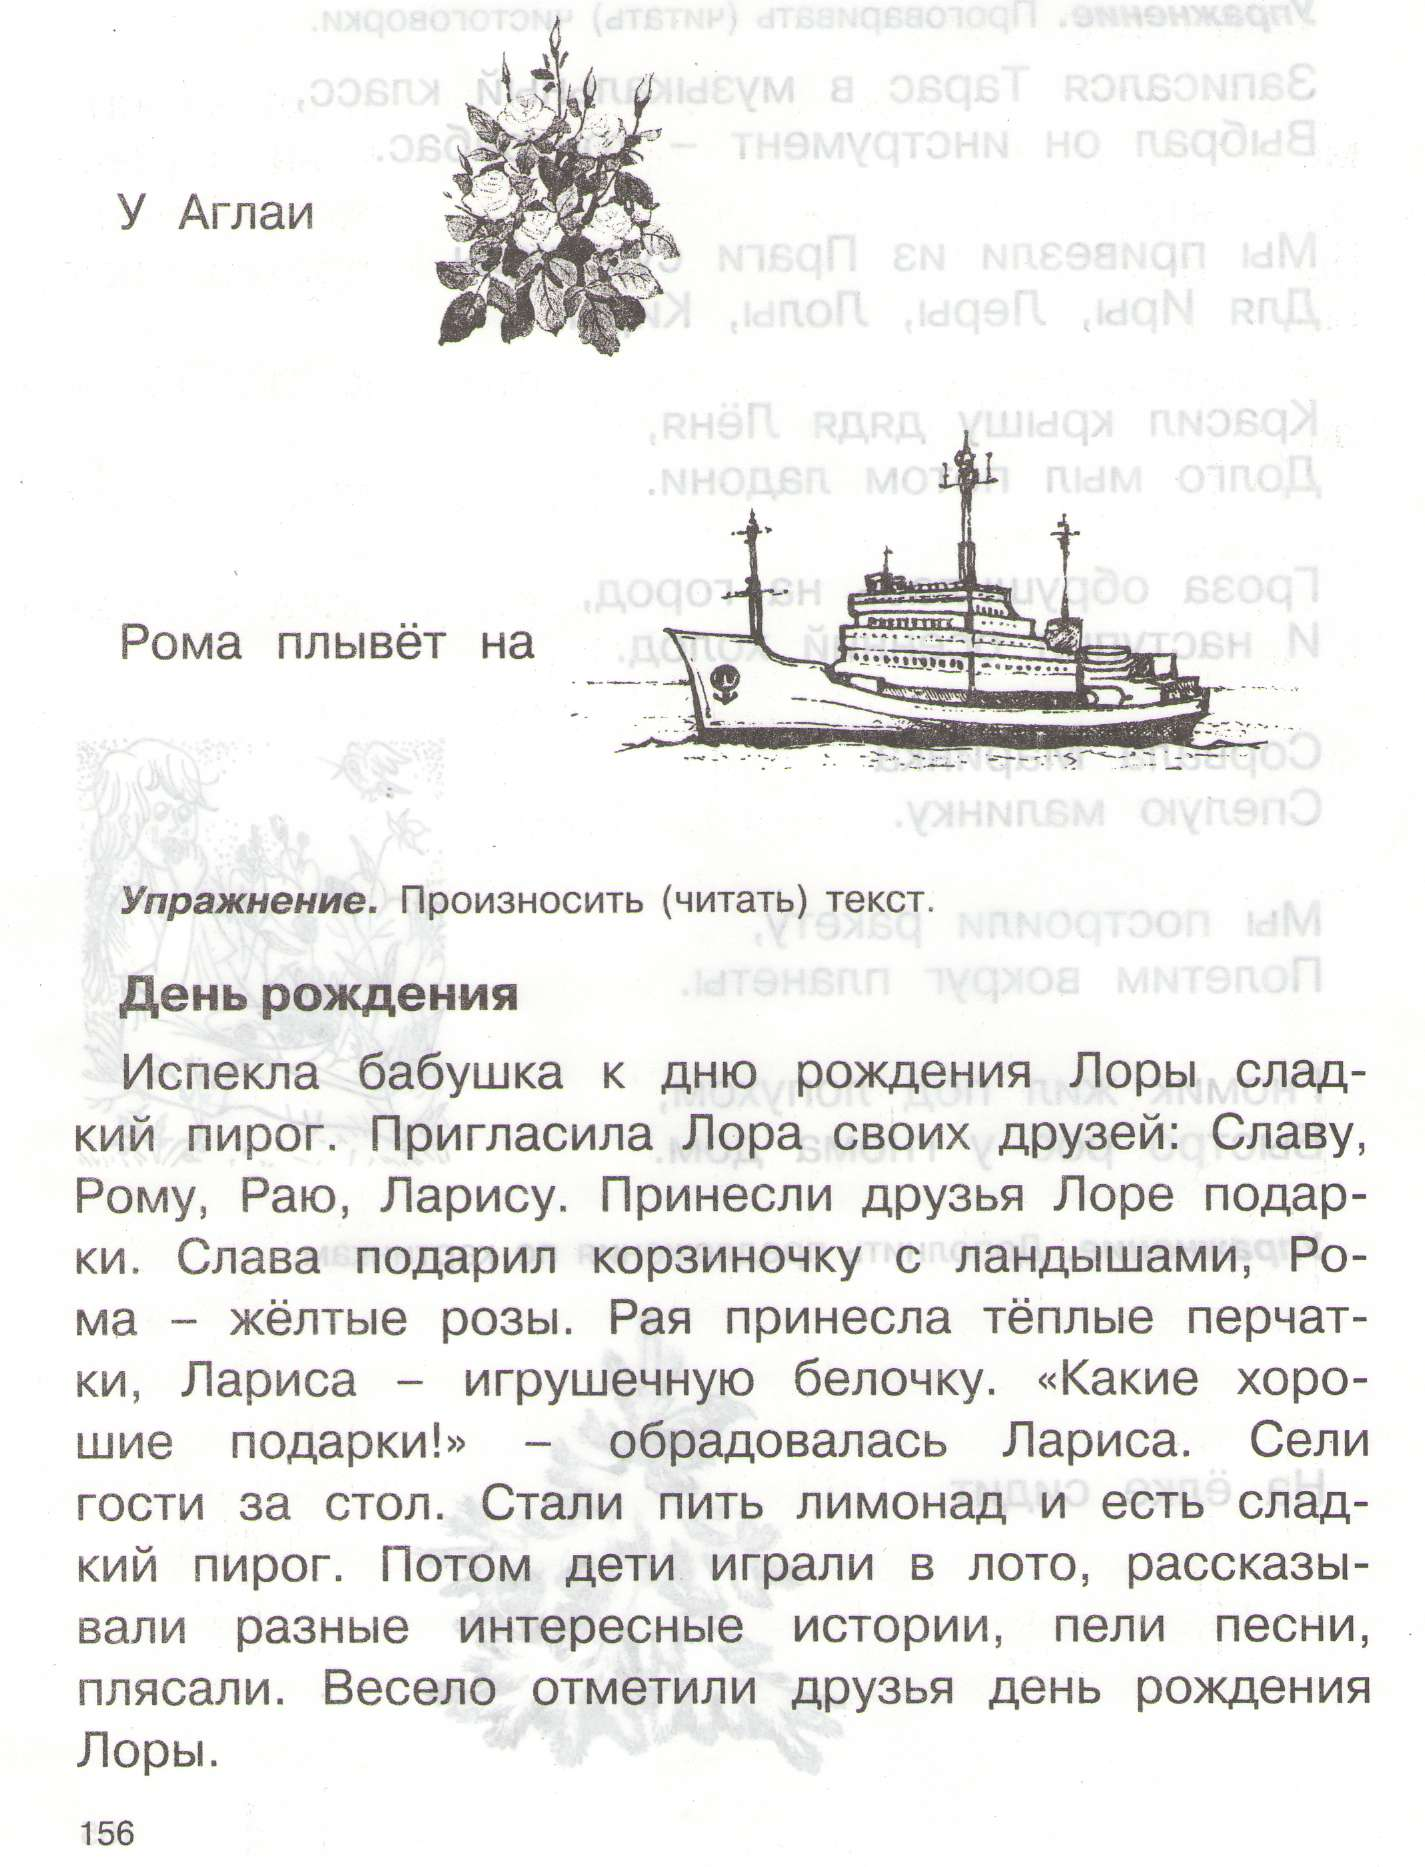 У Аглаи
Рома плывёт на
Упражнение. Произносить (читать) текст.
День рождения
Испекла бабушка к дню рождения Лоры слад-
кий пирог. Пригласила Лора своих друзей: Славу,
Рому, Раю, Ларису. Принесли друзья Лоре подар-
ки. Слава подарил корзиночку с ландышами, Ро-
ма – жёлтые розы. Рая принесла тёплые перчат-
ки, Лариса – игрушечную белочку. «Какие хоро-
шие подарки!» – обрадовалась Лариса. Сели
гости за стол. Стали пить лимонад и есть слад-
кий пирог. Потом дети играли в лото, рассказы-
вали разные интересные истории, пели песни,
плясали. Весело отметили друзья день рождения
Лоры.
156